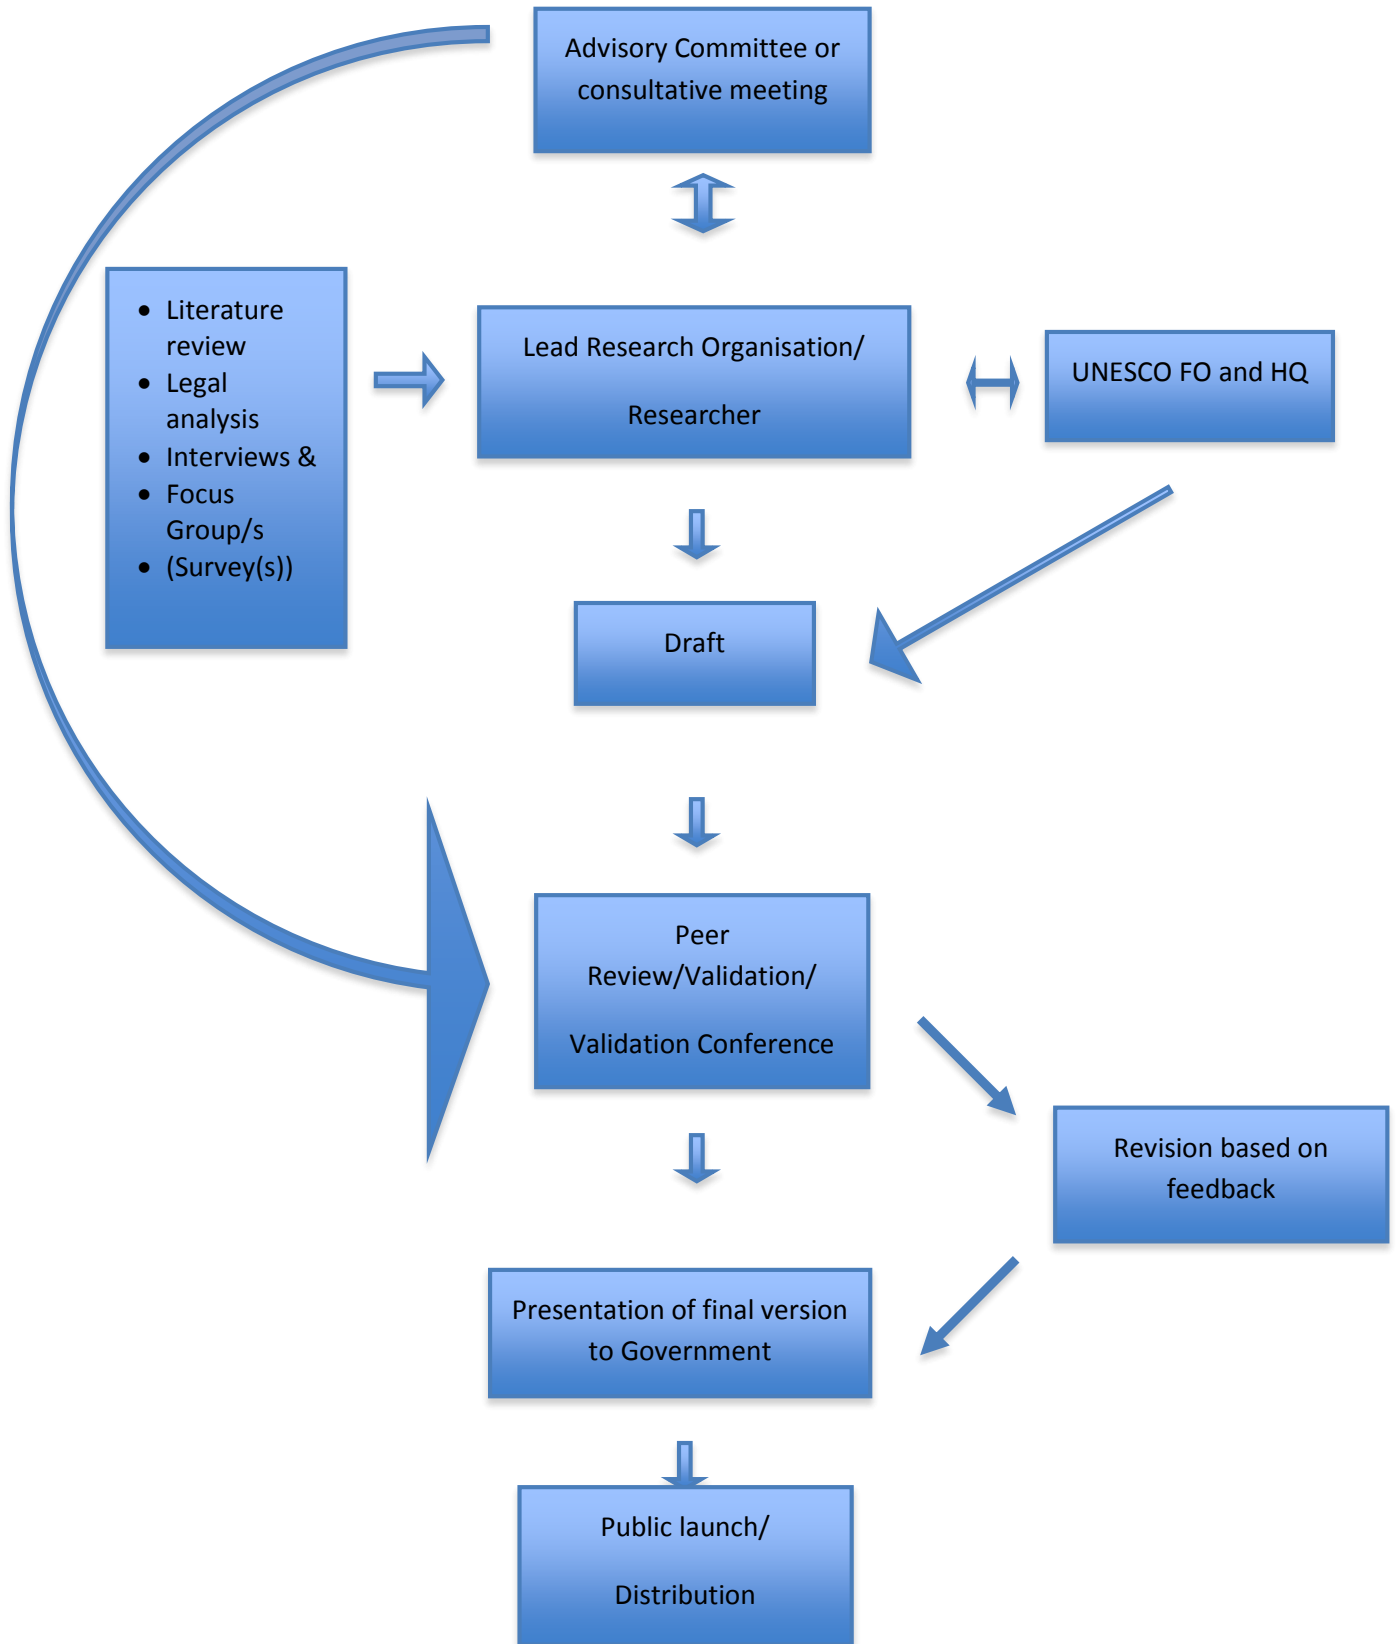 Advisory Committee or
consultative meeting
• Literature
review
• Legal
analysis
• Interviews &
• Focus
Group/s
• (Survey(s))
Lead Research Organisation/
Researcher
UNESCO FO and HQ
Draft
Peer
Review/Validation/
Validation Conference
Revision based on
feedback
Presentation of final version
to Government
Public launch/
Distribution